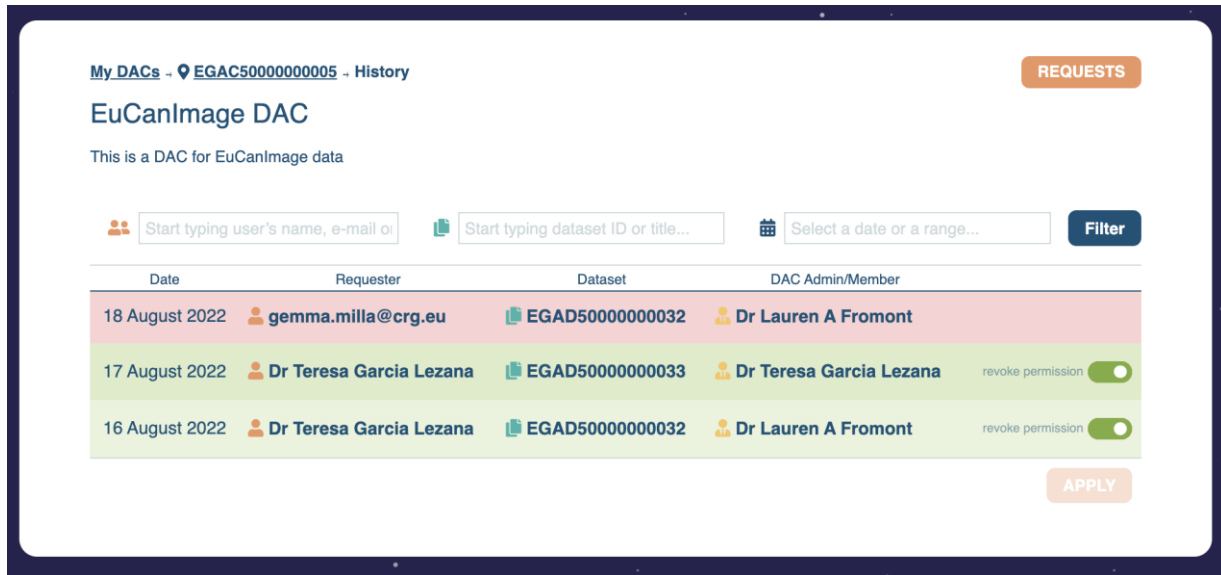 My DACs → EGAC50000000005 → History
REQUESTS
EuCanImage DAC
This is a DAC for EuCanImage data
Start typing user's name, e-mail or
Start typing dataset ID or title...
Select a date or a range...
Filter
Date Requester Dataset DAC Admin/Member
18 August 2022 gemma.milla@crg.eu EGAD50000000032 Dr Lauren A Fromont
17 August 2022 Dr Teresa Garcia Lezana EGAD50000000033 Dr Teresa Garcia Lezana revoke permission
16 August 2022 Dr Teresa Garcia Lezana EGAD50000000032 Dr Lauren A Fromont revoke permission
APPLY